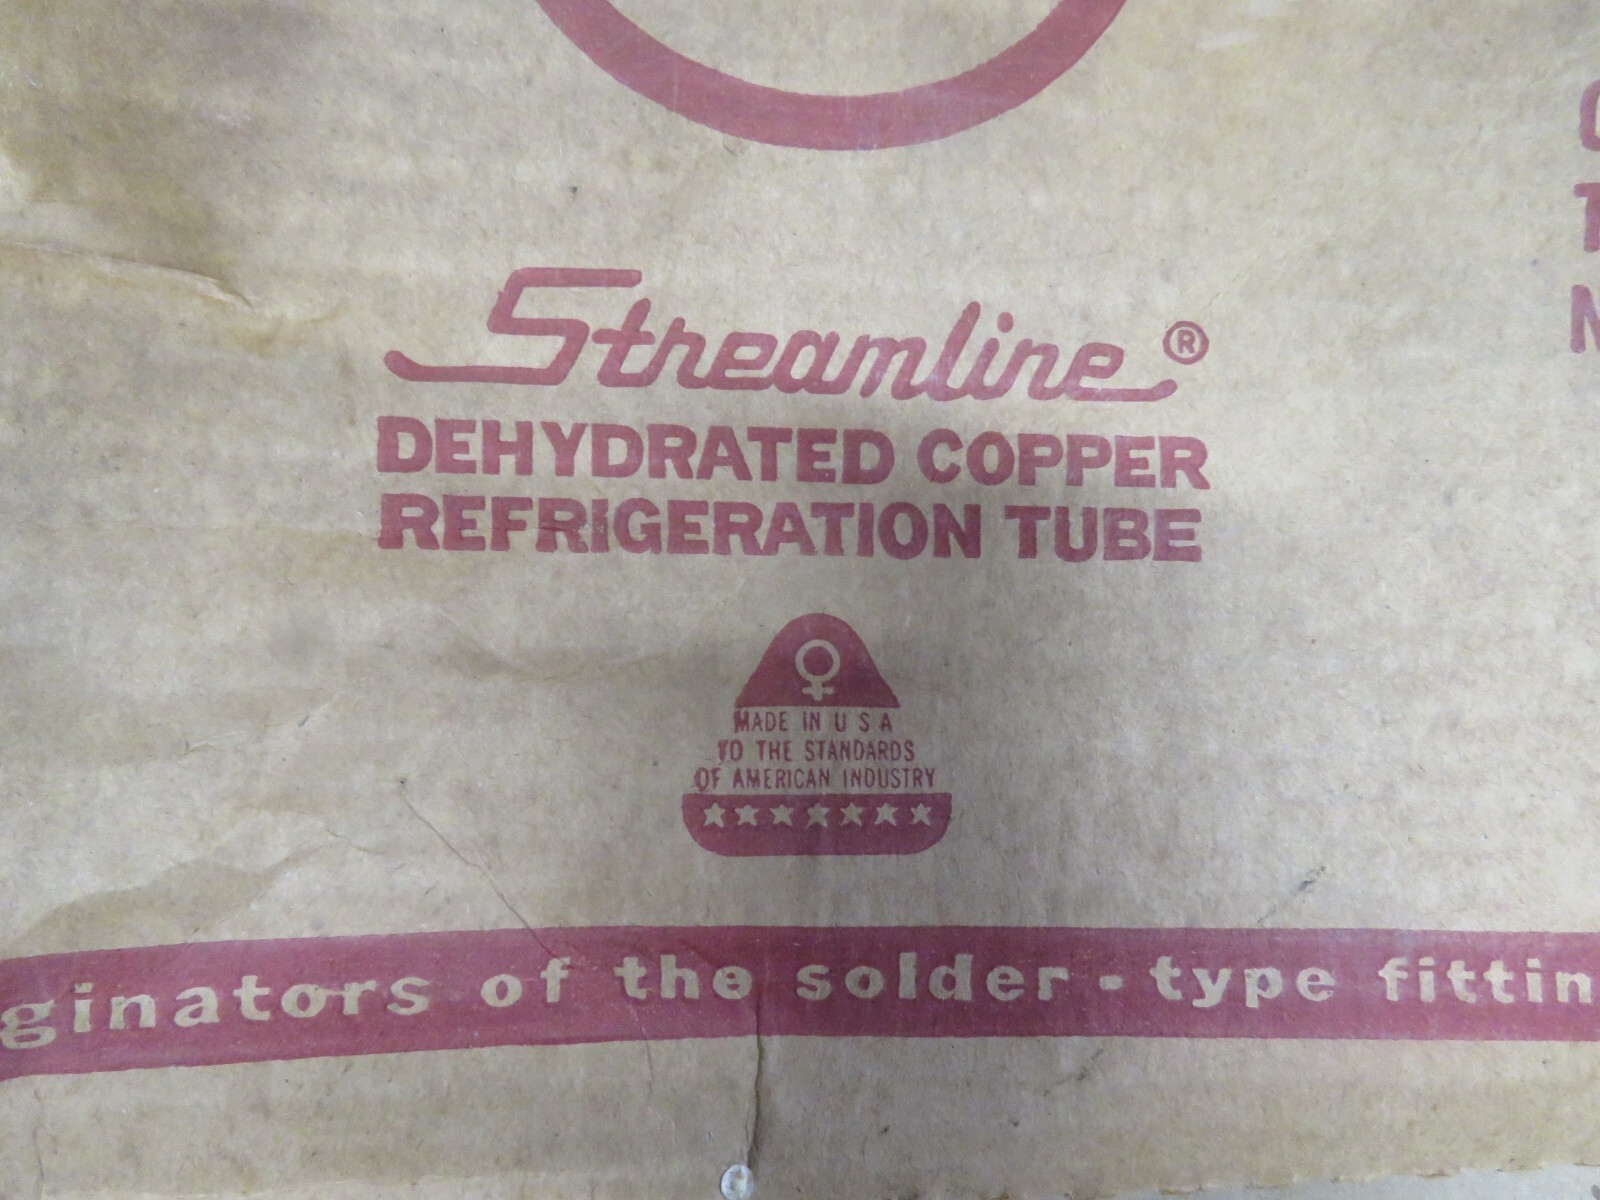 Streamline®
DEHYDRATED COPPER
REFRIGERATION TUBE
MADE IN U S A
TO THE STANDARDS
OF AMERICAN INDUSTRY
ginators of the solder - type fittin